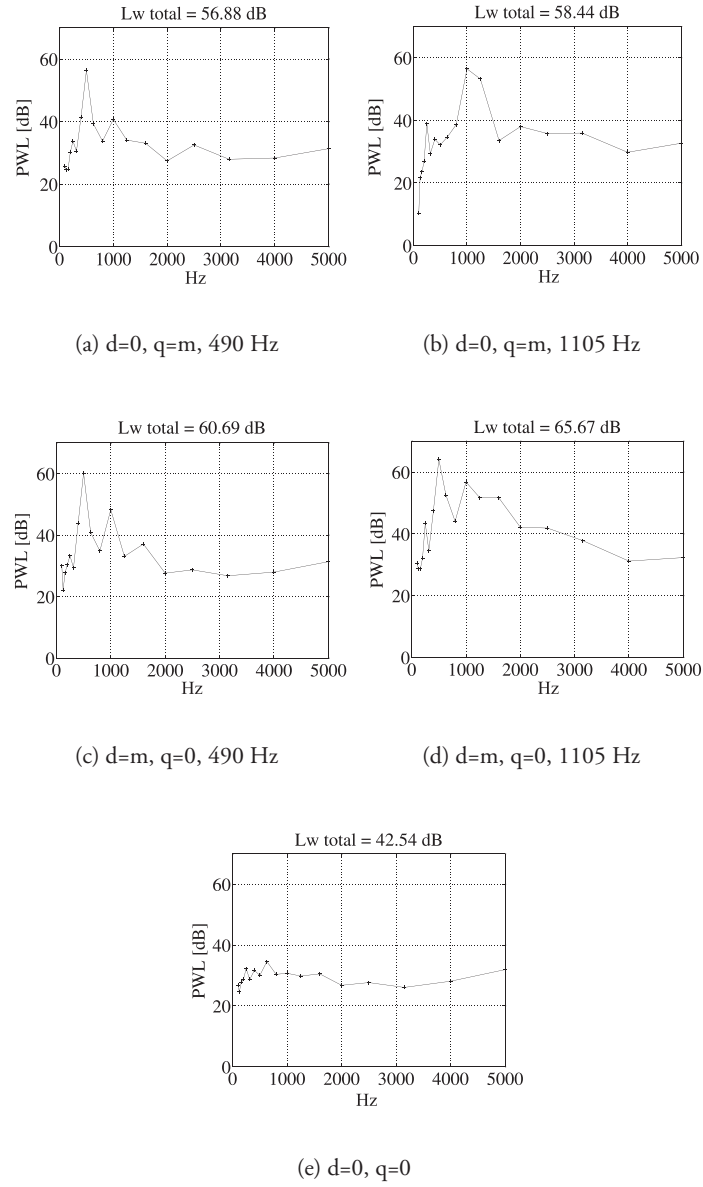 Lw total = 56.88 dB
60
40
20
0
PWL [dB]
0 1000 2000 3000 4000 5000
Hz
(a) d=0, q=m, 490 Hz
Lw total = 58.44 dB
60
40
20
0
PWL [dB]
0 1000 2000 3000 4000 5000
Hz
(b) d=0, q=m, 1105 Hz
Lw total = 60.69 dB
60
40
20
0
PWL [dB]
0 1000 2000 3000 4000 5000
Hz
(c) d=m, q=0, 490 Hz
Lw total = 65.67 dB
60
40
20
0
PWL [dB]
0 1000 2000 3000 4000 5000
Hz
(d) d=m, q=0, 1105 Hz
Lw total = 42.54 dB
60
40
20
0
PWL [dB]
0 1000 2000 3000 4000 5000
Hz
(e) d=0, q=0